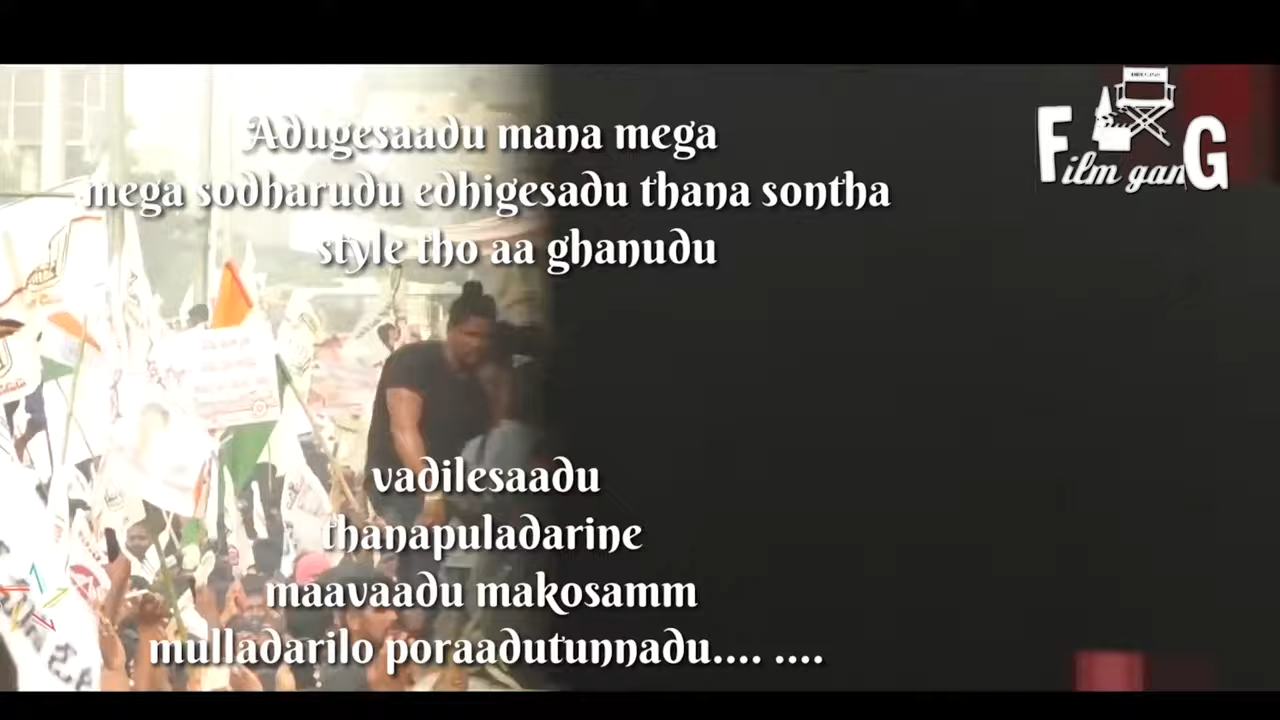 Adugesaadu mana mega
mega sodharudu edhigesadu thana sontha
style tho aa ghanudu
vadilesaadu
thanapuladarine
maavaadu makosamm
mulladarilo poraadutunnadu.... ....
F G
Film ganG